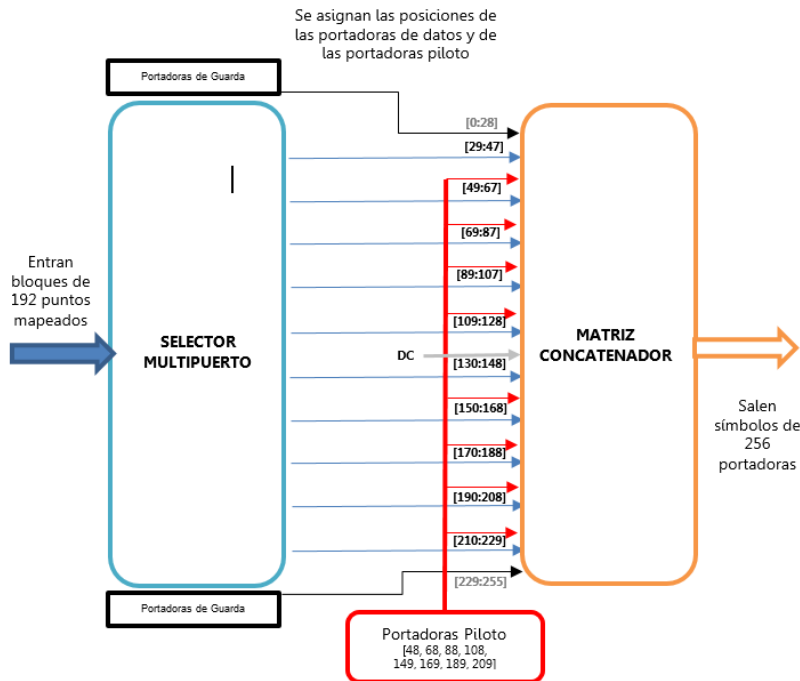 Se asignan las posiciones de
las portadoras de datos y de
las portadoras piloto
Portadoras de Guarda
[0:28]
[29:47]
[49:67]
[69:87]
[89:107]
[109:128]
DC
[130:148]
[150:168]
[170:188]
[190:208]
[210:229]
[229:255]
Entran
bloques de
192 puntos
mapeados
SELECTOR
MULTIPUERTO
MATRIZ
CONCATENADOR
Salen
símbolos de
256
portadoras
Portadoras de Guarda
Portadoras Piloto
[48, 68, 88, 108,
149, 169, 189, 209]